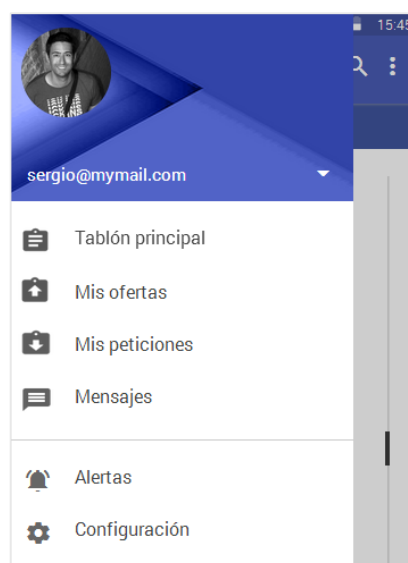 15:45
sergio@mymail.com
Tablón principal
Mis ofertas
Mis peticiones
Mensajes
Alertas
Configuración